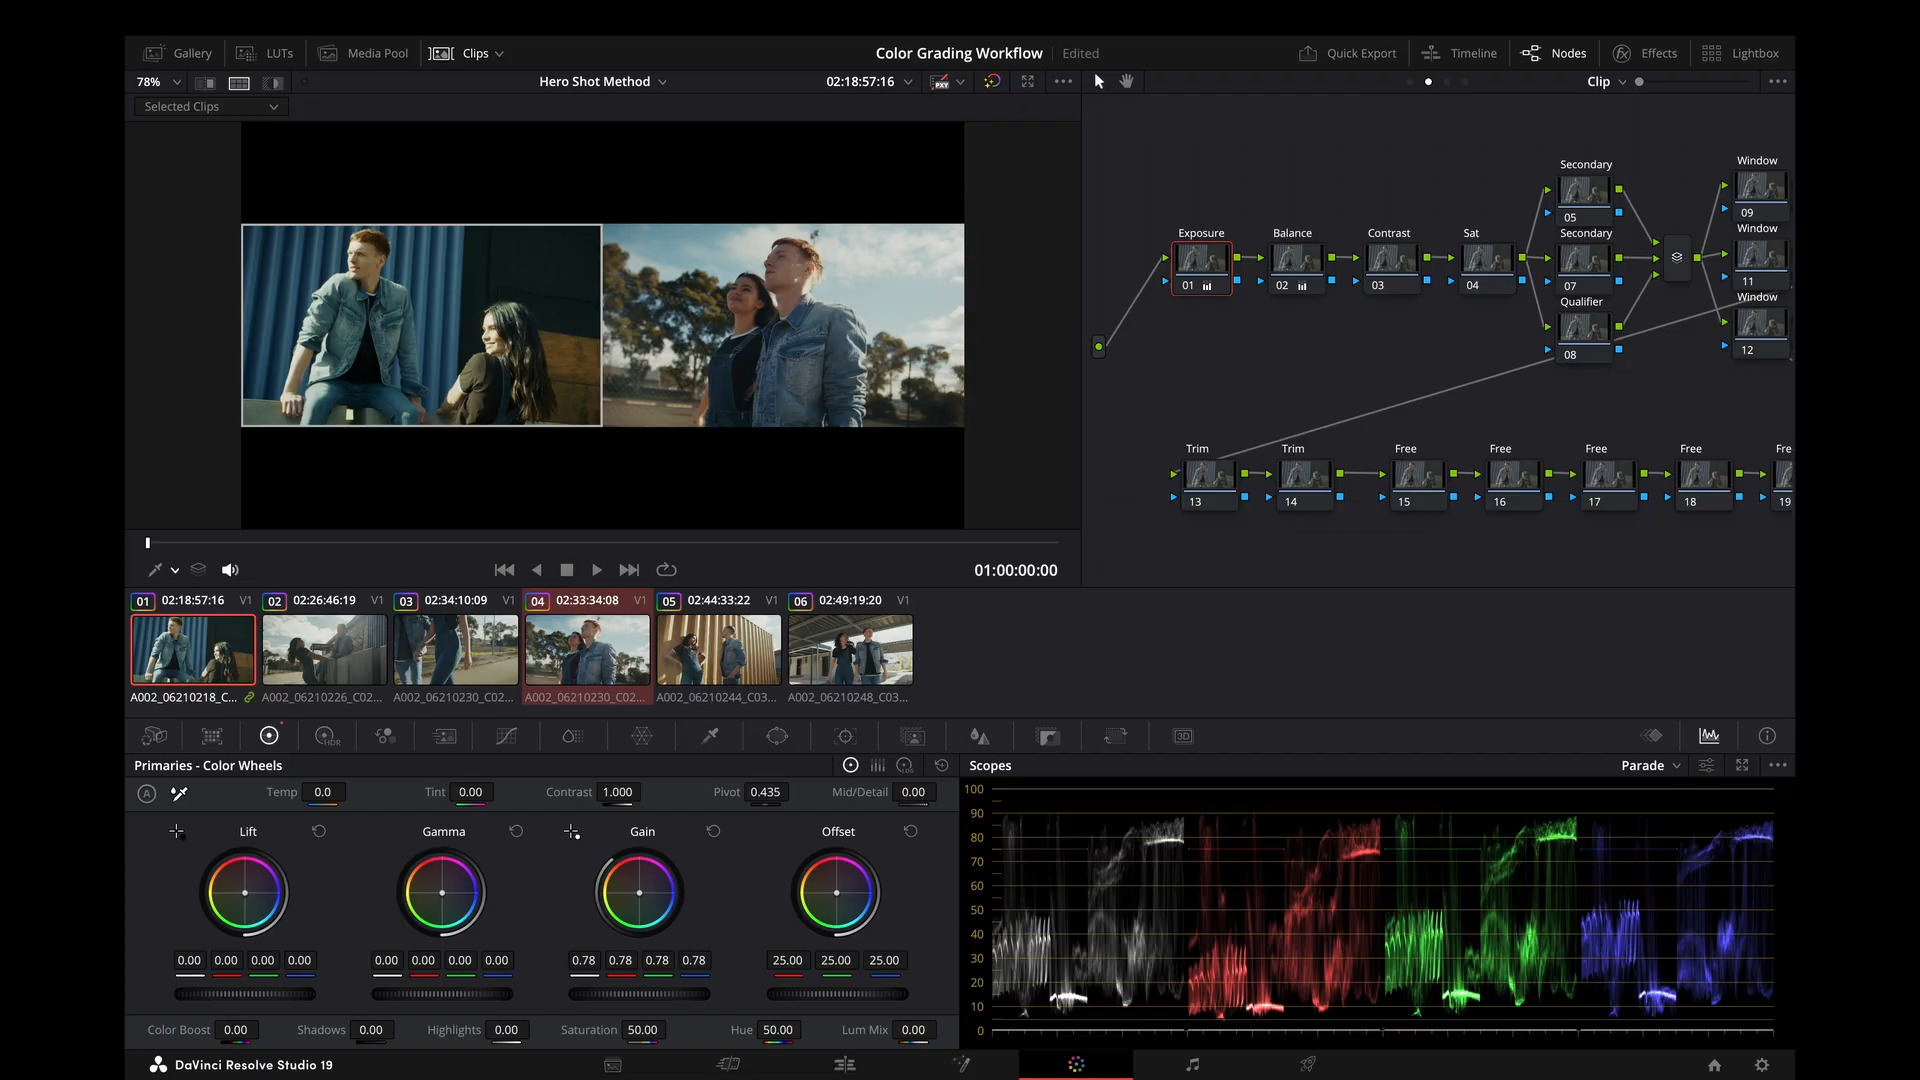 Gallery LUTs Media Pool Clips Color Grading Workflow Edited Quick Export Timeline Nodes Effects Lightbox
78% Hero Shot Method 02:18:57:16 Clip
Selected Clips
Secondary Window
05 09
Exposure Balance Contrast Sat Secondary Window
01 02 03 04 07 11
Qualifier Window
08 12
Trim Trim Free Free Free Free Fre
13 14 15 16 17 18 19
01:00:00:00
01 02:18:57:16 V1 02 02:26:46:19 V1 03 02:34:10:09 V1 04 02:33:34:08 V1 05 02:44:33:22 V1 06 02:49:19:20 V1
A002_06210218_C... A002_06210226_C02... A002_06210230_C02... A002_06210230_C02... A002_06210244_C03... A002_06210248_C03...
HDR 3D
Primaries - Color Wheels LOG Scopes Parade
A Temp 0.0 Tint 0.00 Contrast 1.000 Pivot 0.435 Mid/Detail 0.00
Lift Gamma Gain Offset
0.00 0.00 0.00 0.00 0.00 0.00 0.00 0.00 0.78 0.78 0.78 0.78 25.00 25.00 25.00
Color Boost 0.00 Shadows 0.00 Highlights 0.00 Saturation 50.00 Hue 50.00 Lum Mix 0.00
100
90
80
70
60
50
40
30
20
10
0
DaVinci Resolve Studio 19